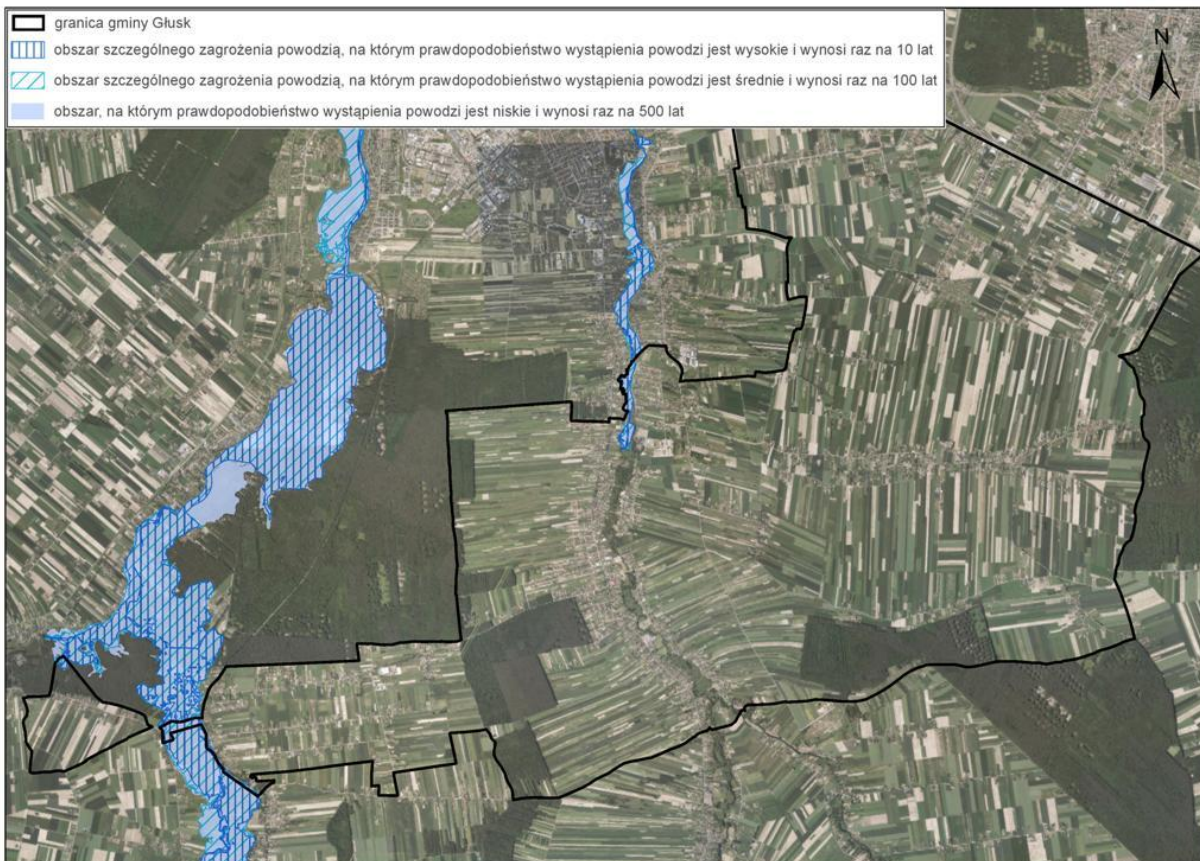 granica gminy Głusk
obszar szczególnego zagrożenia powodzią, na którym prawdopodobieństwo wystąpienia powodzi jest wysokie i wynosi raz na 10 lat
obszar szczególnego zagrożenia powodzią, na którym prawdopodobieństwo wystąpienia powodzi jest średnie i wynosi raz na 100 lat
obszar, na którym prawdopodobieństwo wystąpienia powodzi jest niskie i wynosi raz na 500 lat
N